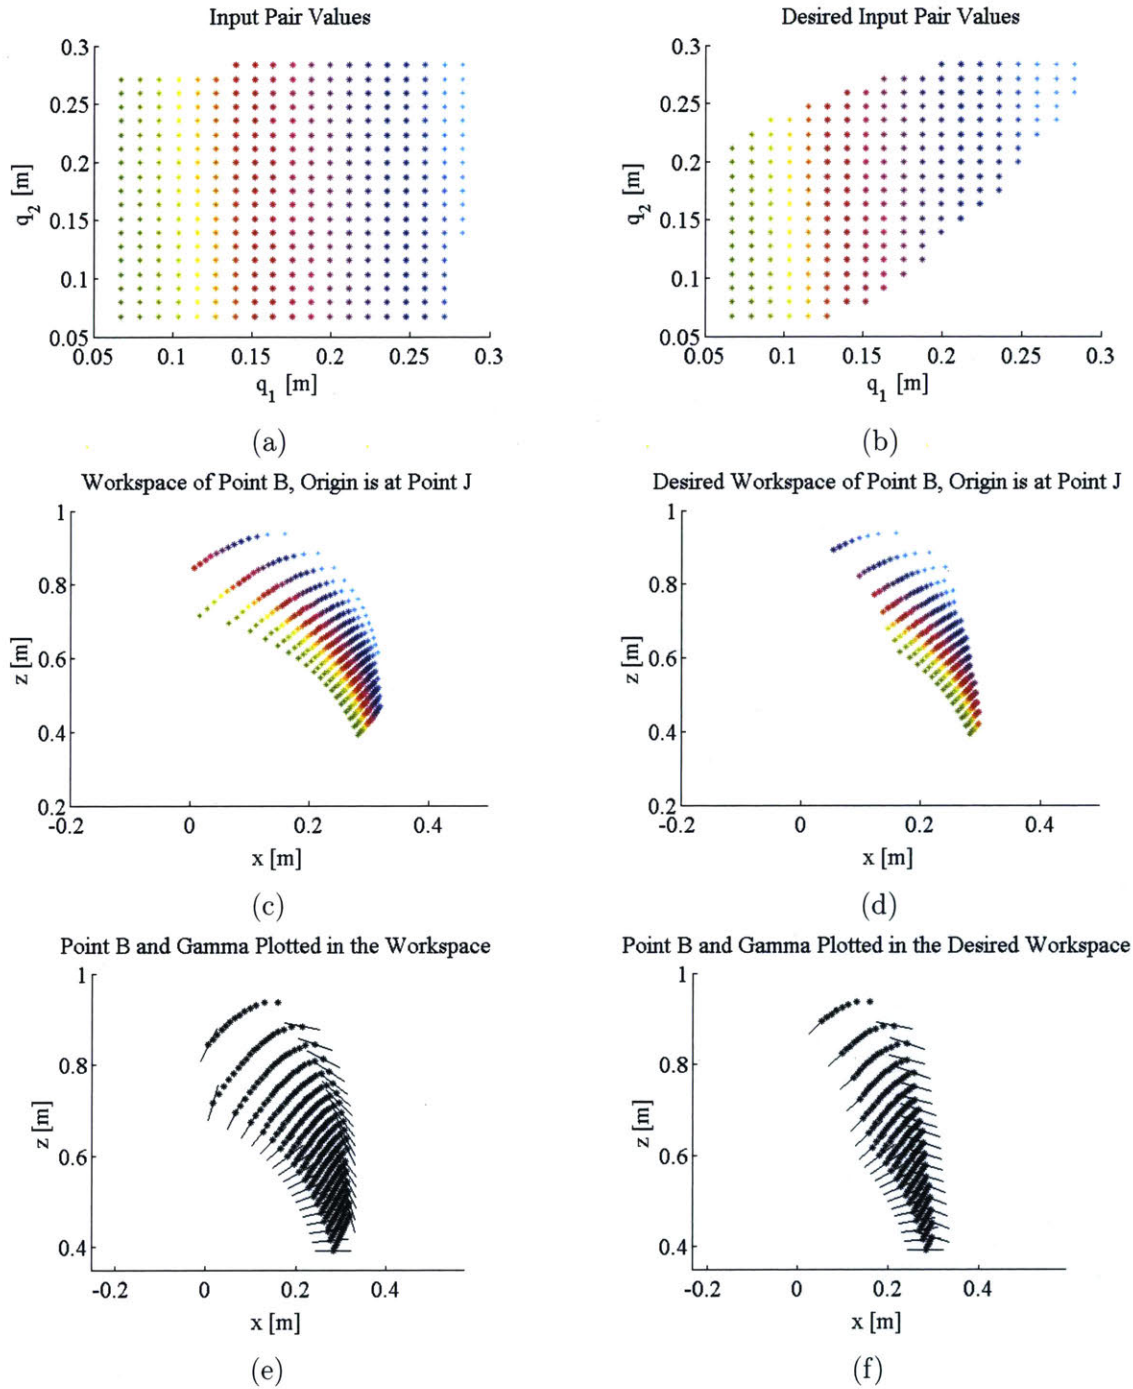 Input Pair Values
Desired Input Pair Values
0.3
0.25
0.2
0.15
0.1
0.05
q2 [m]
0.05 0.1 0.15 0.2 0.25 0.3
q1 [m]
0.3
0.25
0.2
0.15
0.1
0.05
q2 [m]
0.05 0.1 0.15 0.2 0.25 0.3
q1 [m]
(a)
(b)
Workspace of Point B, Origin is at Point J
Desired Workspace of Point B, Origin is at Point J
1
0.8
0.6
0.4
0.2
z [m]
-0.2 0 0.2 0.4
x [m]
1
0.8
0.6
0.4
0.2
z [m]
-0.2 0 0.2 0.4
x [m]
(c)
(d)
Point B and Gamma Plotted in the Workspace
Point B and Gamma Plotted in the Desired Workspace
1
0.8
0.6
0.4
z [m]
-0.2 0 0.2 0.4
x [m]
1
0.8
0.6
0.4
z [m]
-0.2 0 0.2 0.4
x [m]
(e)
(f)